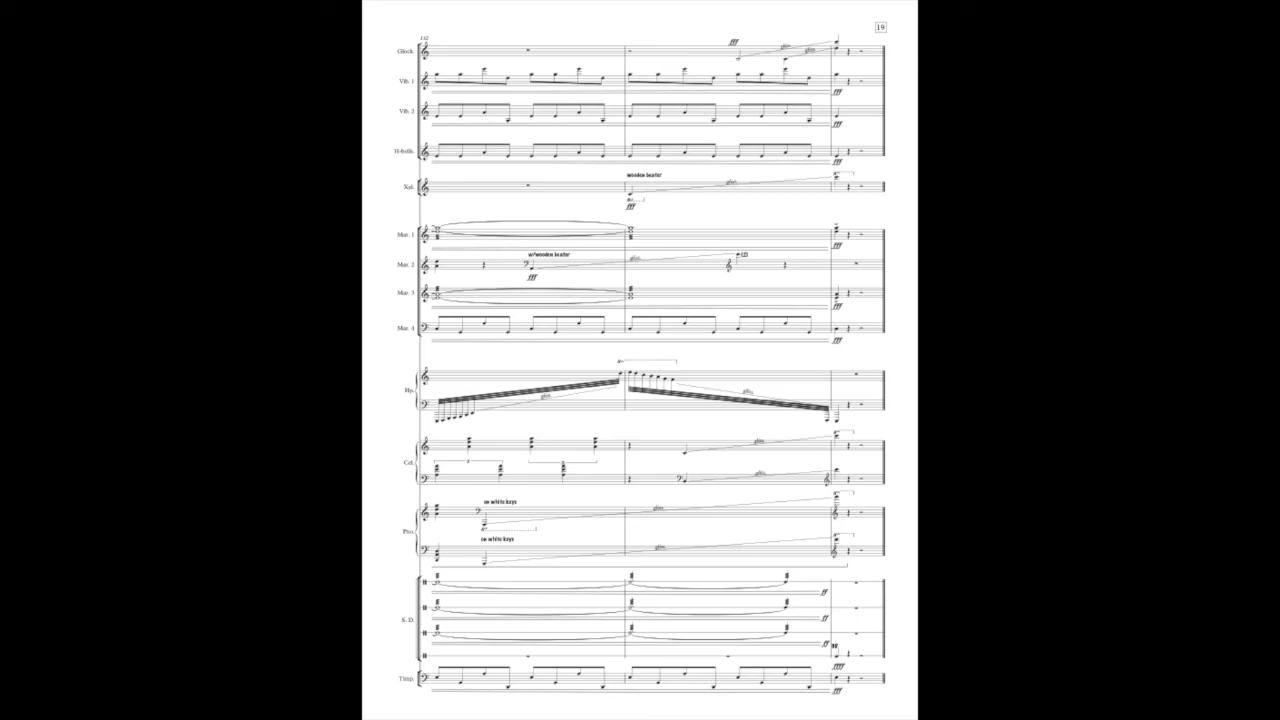 19
132
Glock.
fff
gliss.
gliss.
Vib. 1
fff
Vib. 2
fff
H-bells.
fff
wooden beater
Xyl.
gliss.
fff
Mar. 1
fff
w/wooden beater
Mar. 2
gliss.
fff
Mar. 3
fff
Mar. 4
fff
Hp.
gliss.
gliss.
Cel.
gliss.
gliss.
on white keys
gliss.
Pno.
on white keys
gliss.
ff
ff
S. D.
ff
ffff
Timp.
fff